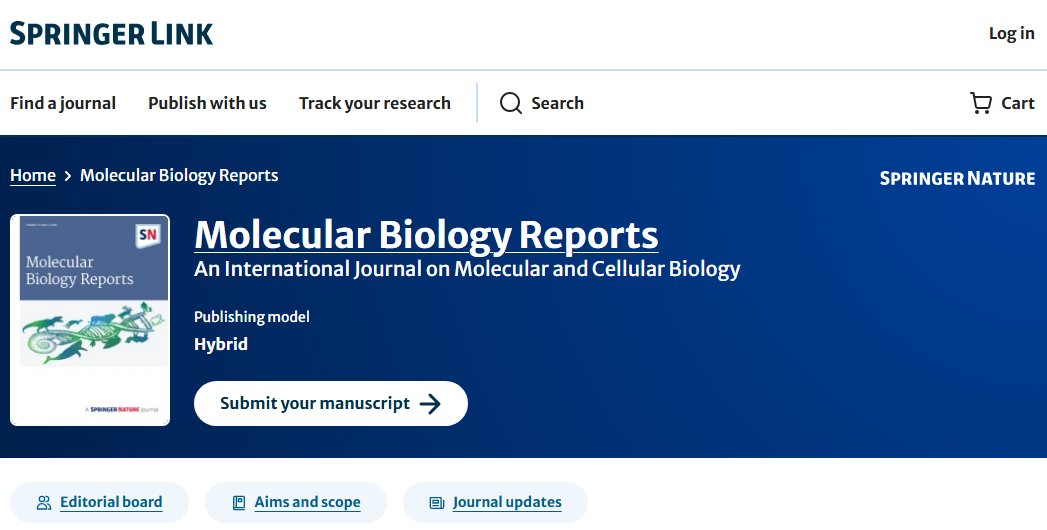 SPRINGER LINK
Log in
Find a journal
Publish with us
Track your research
Search
Cart
Home > Molecular Biology Reports
SPRINGER NATURE
SN
Molecular
Biology Reports
A SPRINGER NATURE journal
Molecular Biology Reports
An International Journal on Molecular and Cellular Biology
Publishing model
Hybrid
Submit your manuscript
Editorial board
Aims and scope
Journal updates